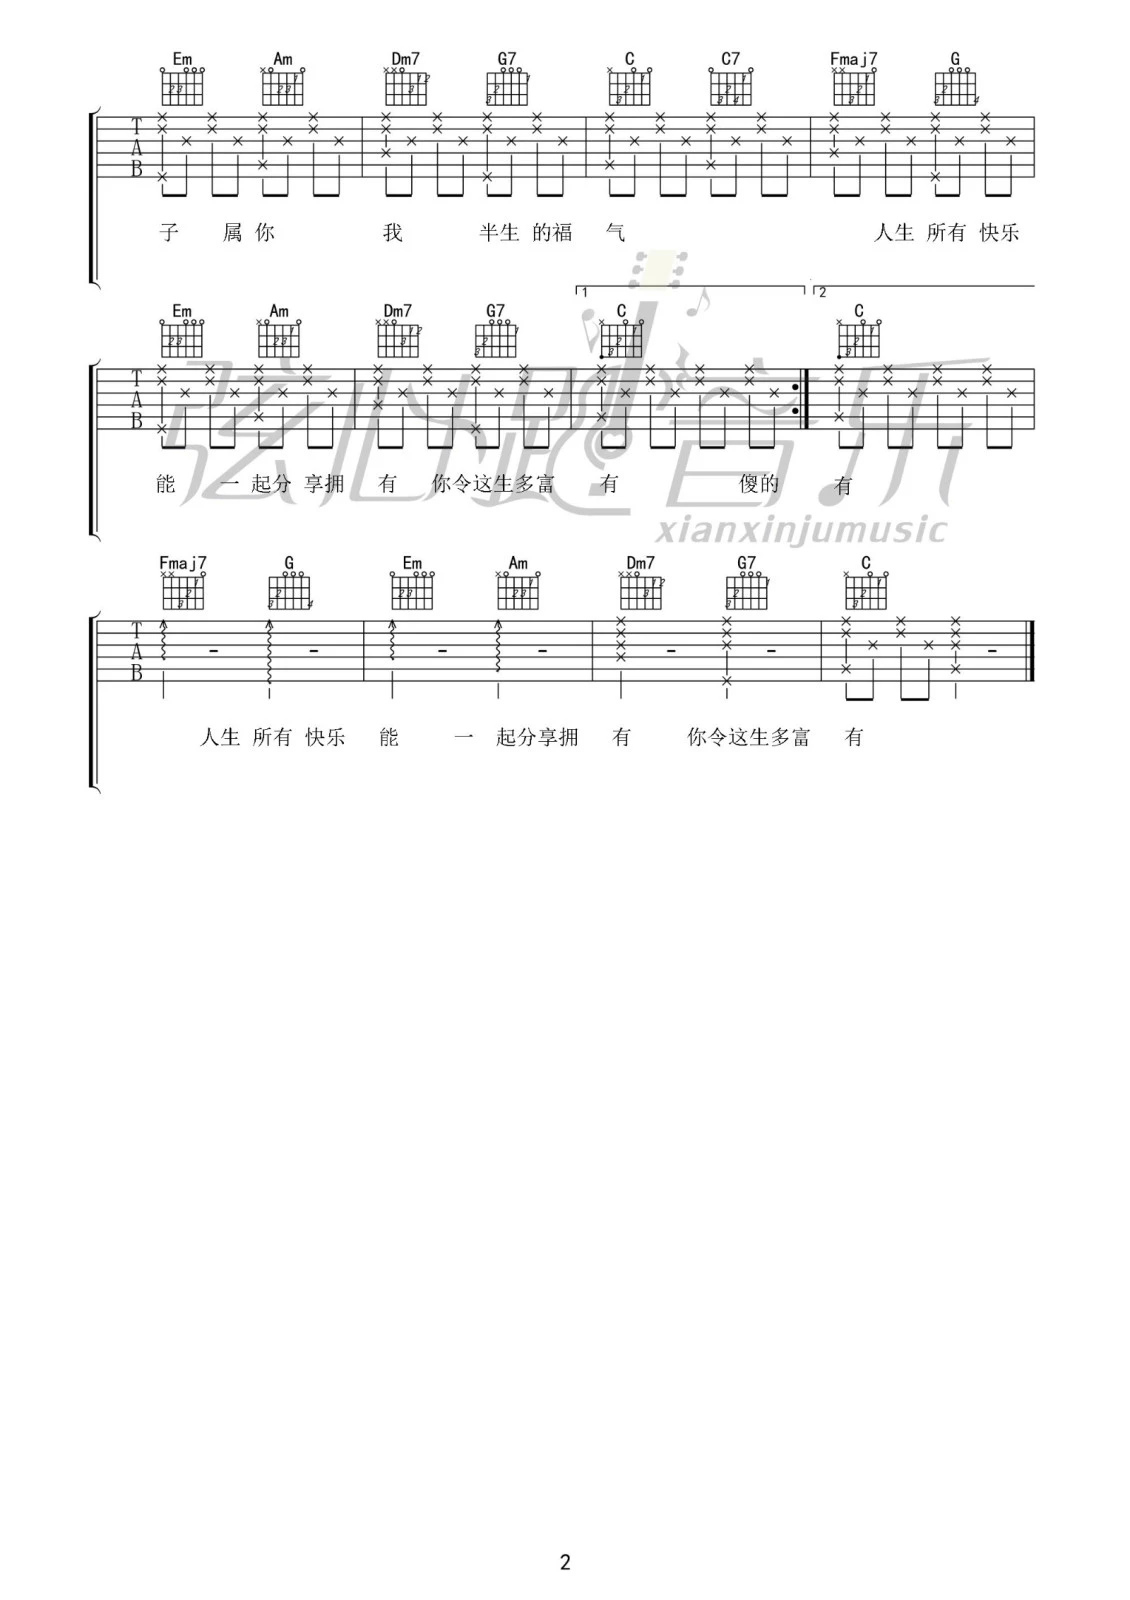 Em Am Dm7 G7 C C7 Fmaj7 G
T
A
B
子 属 你 我 半生 的福 气 人生 所有 快乐
1 2
Em Am Dm7 G7 C C
T
A
B
能 一 起分 享拥 有 你令这生多富 有 傻的 有
弦心距音乐
xianxinjumusic
Fmaj7 G Em Am Dm7 G7 C
T
A
B
人生 所有 快乐 能 一 起分享拥 有 你令这生多富 有
2